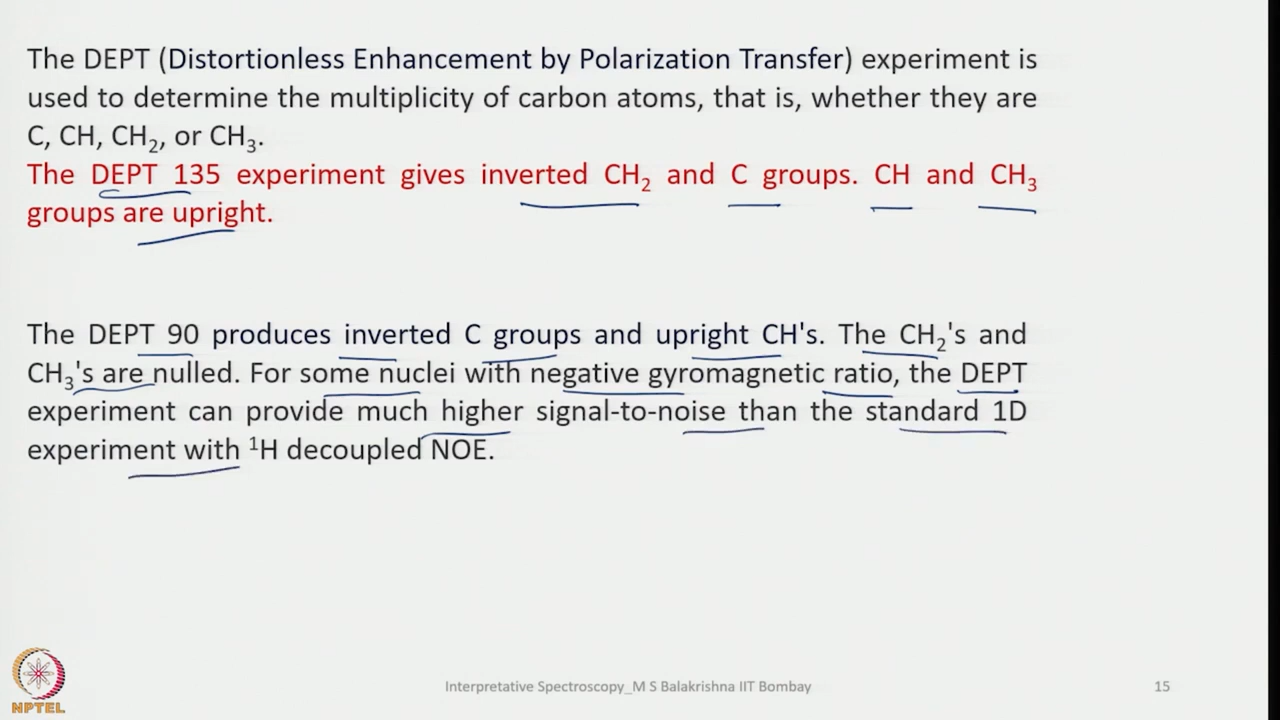 The DEPT (Distortionless Enhancement by Polarization Transfer) experiment is
used to determine the multiplicity of carbon atoms, that is, whether they are
C, CH, CH₂, or CH₃.
The DEPT 135 experiment gives inverted CH₂ and C groups. CH and CH₃
groups are upright.
The DEPT 90 produces inverted C groups and upright CH's. The CH₂'s and
CH₃'s are nulled. For some nuclei with negative gyromagnetic ratio, the DEPT
experiment can provide much higher signal-to-noise than the standard 1D
experiment with ¹H decoupled NOE.
NPTEL
Interpretative Spectroscopy_M S Balakrishna IIT Bombay
15